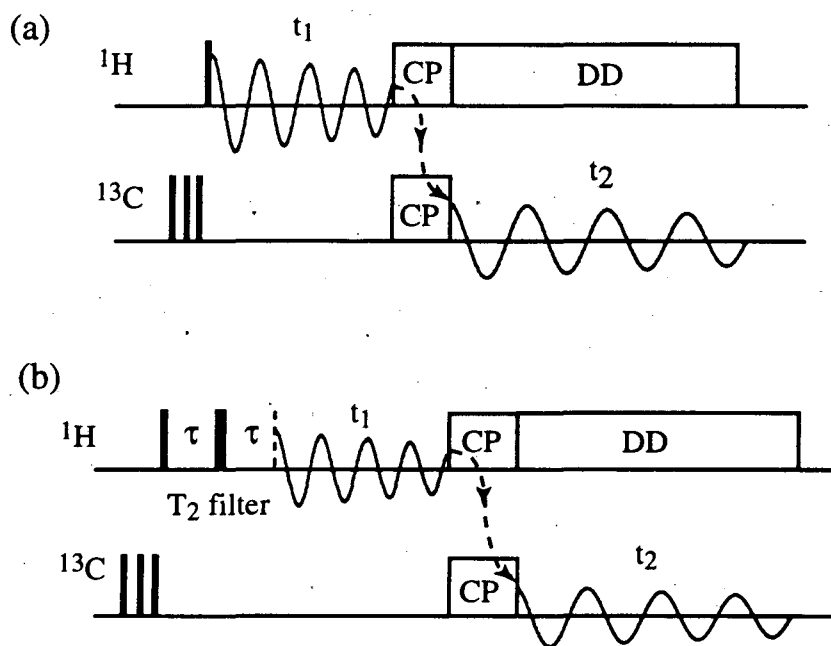 (a)
t₁
¹H CP DD
¹³C CP t₂
(b)
¹H τ τ t₁ CP DD
T₂ filter
¹³C CP t₂